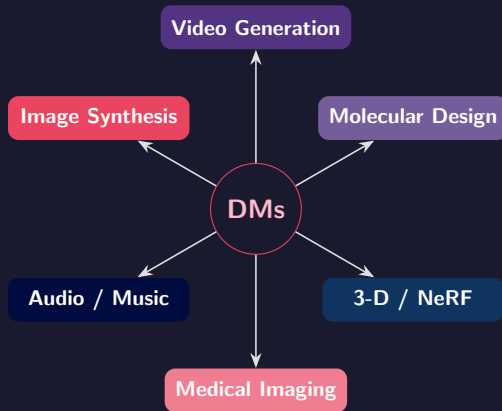 Video Generation
Image Synthesis
Molecular Design
DMs
Audio / Music
3-D / NeRF
Medical Imaging